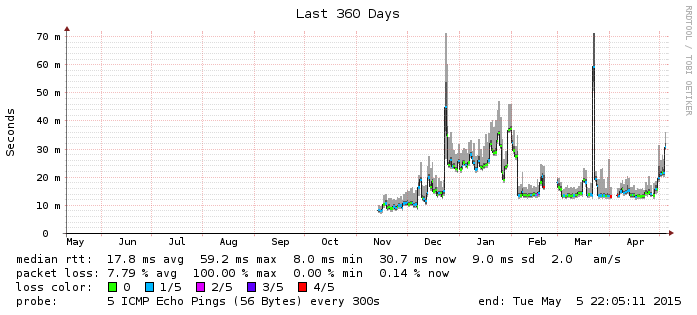 Last 360 Days
RRDTOOL / TOBI OETIKER
Seconds
70 m
60 m
50 m
40 m
30 m
20 m
10 m
0
May Jun Jul Aug Sep Oct Nov Dec Jan Feb Mar Apr
median rtt: 17.8 ms avg 59.2 ms max 8.0 ms min 30.7 ms now 9.0 ms sd 2.0 am/s
packet loss: 7.79 % avg 100.00 % max 0.00 % min 0.14 % now
loss color: 0 1/5 2/5 3/5 4/5
probe: 5 ICMP Echo Pings (56 Bytes) every 300s end: Tue May 5 22:05:11 2015